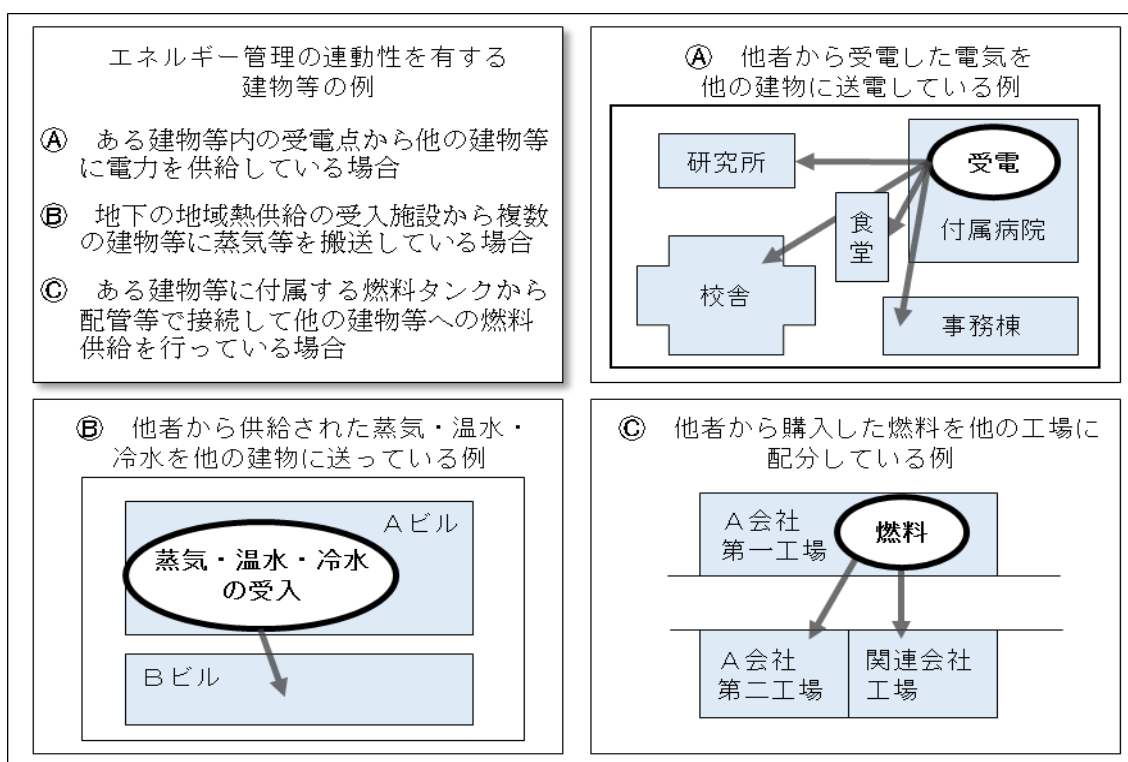 エネルギー管理の連動性を有する
建物等の例
Ⓐ　ある建物等内の受電点から他の建物等
に電力を供給している場合
Ⓑ　地下の地域熱供給の受入施設から複数
の建物等に蒸気等を搬送している場合
Ⓒ　ある建物等に付属する燃料タンクから
配管等で接続して他の建物等への燃料
供給を行っている場合
Ⓐ　他者から受電した電気を
他の建物に送電している例
研究所
受電
食
堂
付属病院
校舎
事務棟
Ⓑ　他者から供給された蒸気・温水・
冷水を他の建物に送っている例
Ａビル
蒸気・温水・冷水
の受入
Ｂビル
Ⓒ　他者から購入した燃料を他の工場に
配分している例
Ａ会社
第一工場
燃料
Ａ会社
第二工場
関連会社
工場